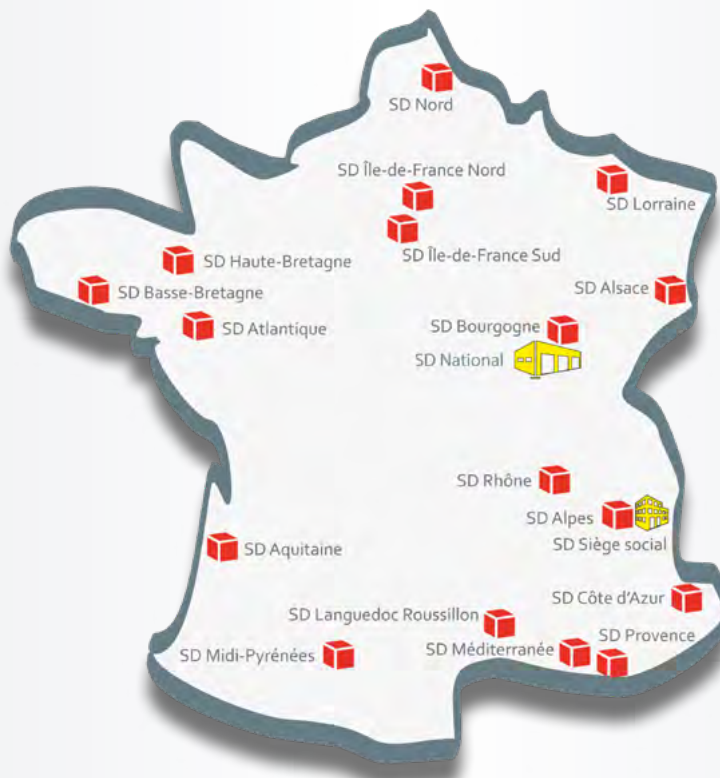 SD Nord
SD Île-de-France Nord
SD Lorraine
SD Île-de-France Sud
SD Haute-Bretagne
SD Basse-Bretagne
SD Alsace
SD Atlantique
SD Bourgogne
SD National
SD Rhône
SD Alpes
SD Siège social
SD Aquitaine
SD Côte d'Azur
SD Languedoc Roussillon
SD Provence
SD Méditerranée
SD Midi-Pyrénées